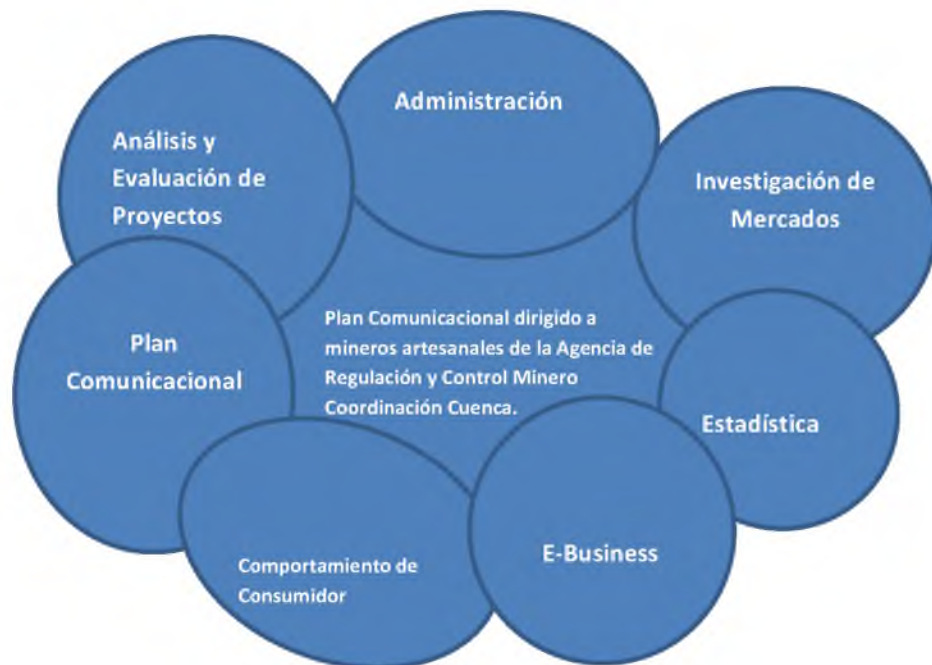 Administración
Análisis y
Evaluación de
Proyectos
Investigación de
Mercados
Plan Comunicacional dirigido a
mineros artesanales de la Agencia de
Regulación y Control Minero
Coordinación Cuenca.
Plan
Comunicacional
Estadística
E-Business
Comportamiento de
Consumidor